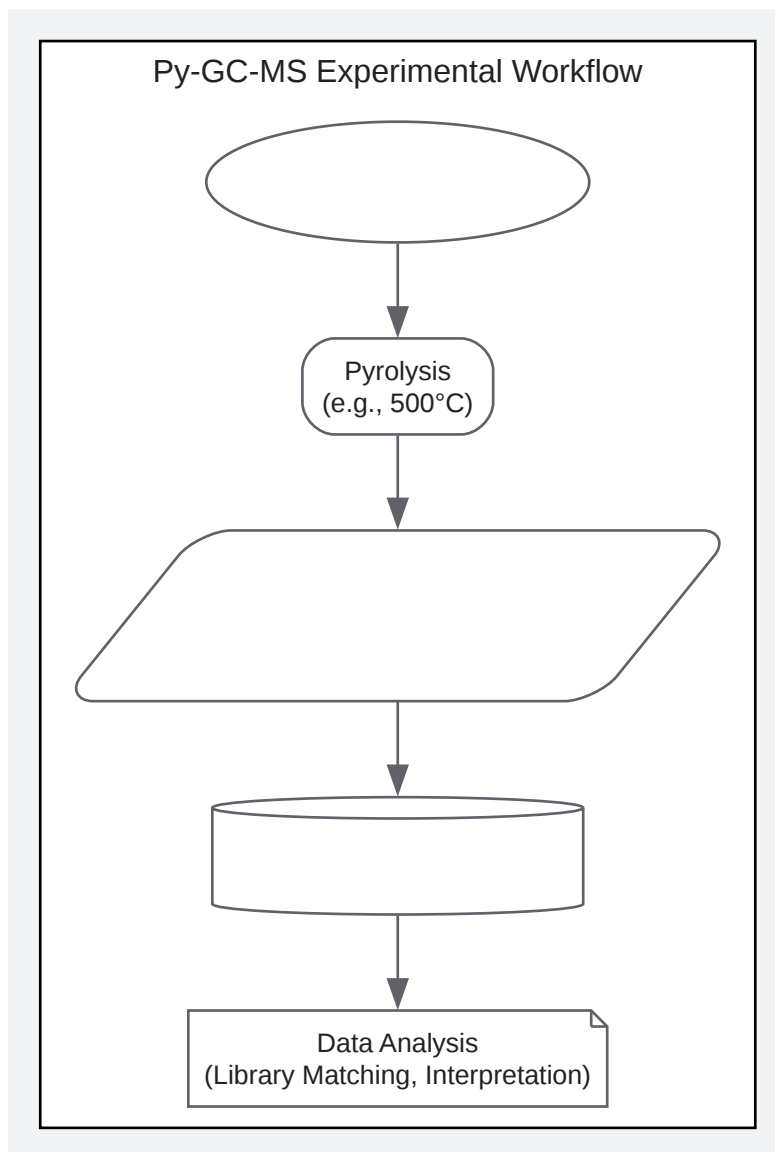 Py-GC-MS Experimental Workflow
Pyrolysis
(e.g., 500°C)
Data Analysis
(Library Matching, Interpretation)